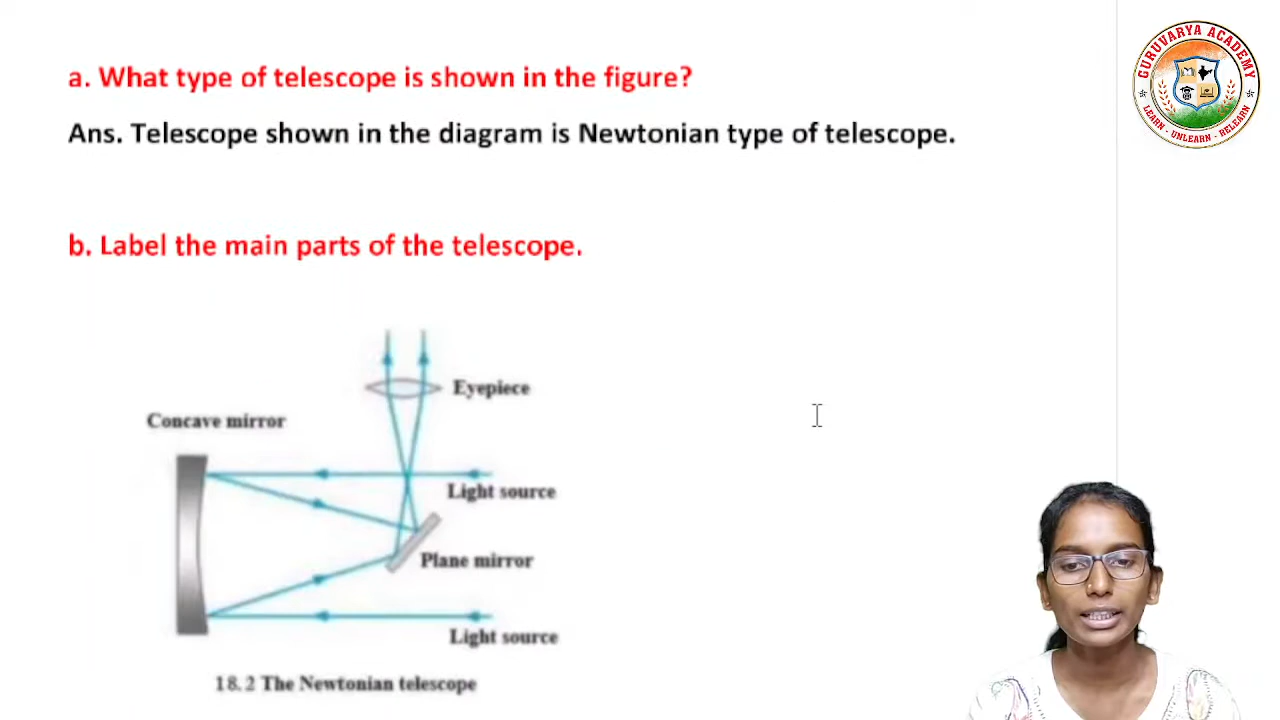 a. What type of telescope is shown in the figure?
Ans. Telescope shown in the diagram is Newtonian type of telescope.
b. Label the main parts of the telescope.
Eyepiece
Concave mirror
Light source
Plane mirror
Light source
18.2 The Newtonian telescope
GURUVARYA ACADEMY
LEARN - UNLEARN - RELEARN